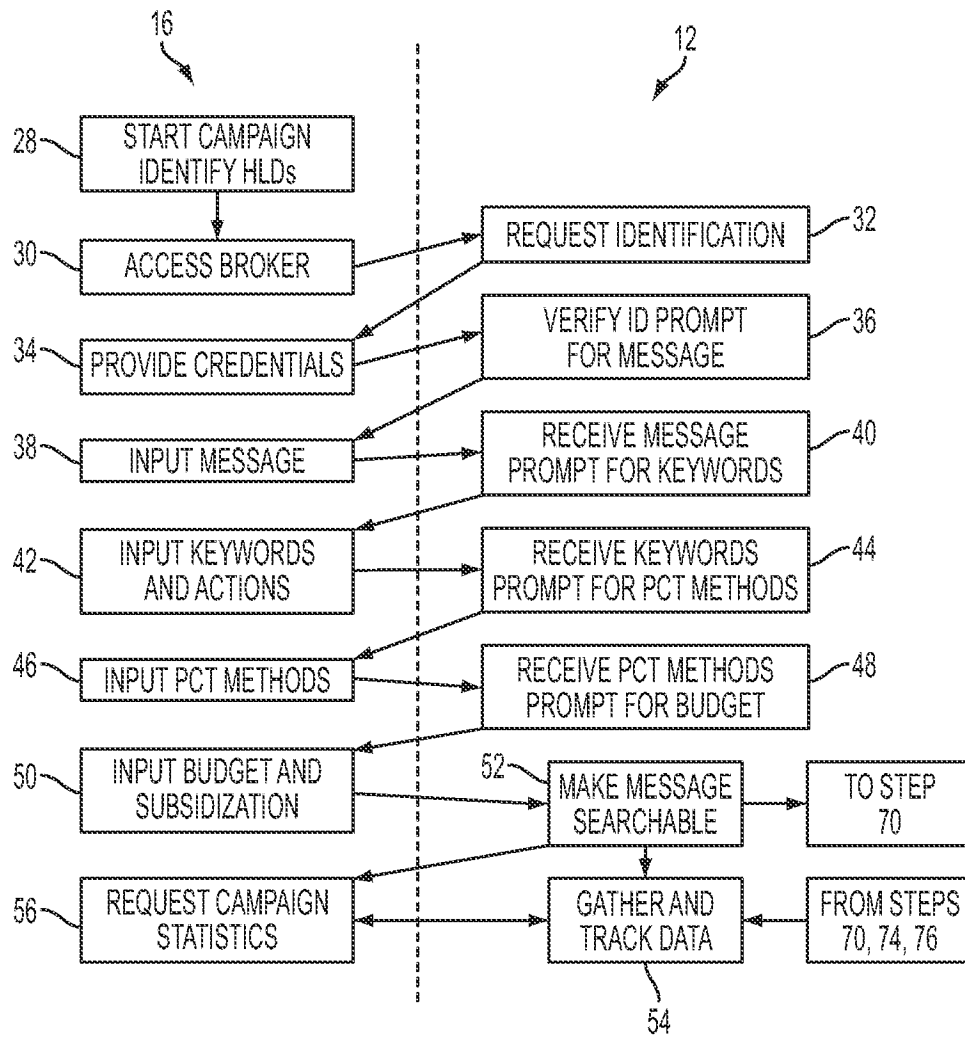 16
12
28
START CAMPAIGN
IDENTIFY HLDs
30
ACCESS BROKER
REQUEST IDENTIFICATION
32
34
PROVIDE CREDENTIALS
VERIFY ID PROMPT
FOR MESSAGE
36
38
INPUT MESSAGE
RECEIVE MESSAGE
PROMPT FOR KEYWORDS
40
42
INPUT KEYWORDS
AND ACTIONS
RECEIVE KEYWORDS
PROMPT FOR PCT METHODS
44
46
INPUT PCT METHODS
RECEIVE PCT METHODS
PROMPT FOR BUDGET
48
50
INPUT BUDGET AND
SUBSIDIZATION
52
MAKE MESSAGE
SEARCHABLE
TO STEP
70
56
REQUEST CAMPAIGN
STATISTICS
GATHER AND
TRACK DATA
FROM STEPS
70, 74, 76
54